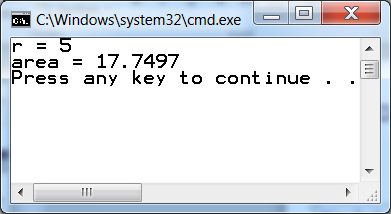 C:\Windows\system32\cmd.exe
r = 5
area = 17.7497
Press any key to continue . .